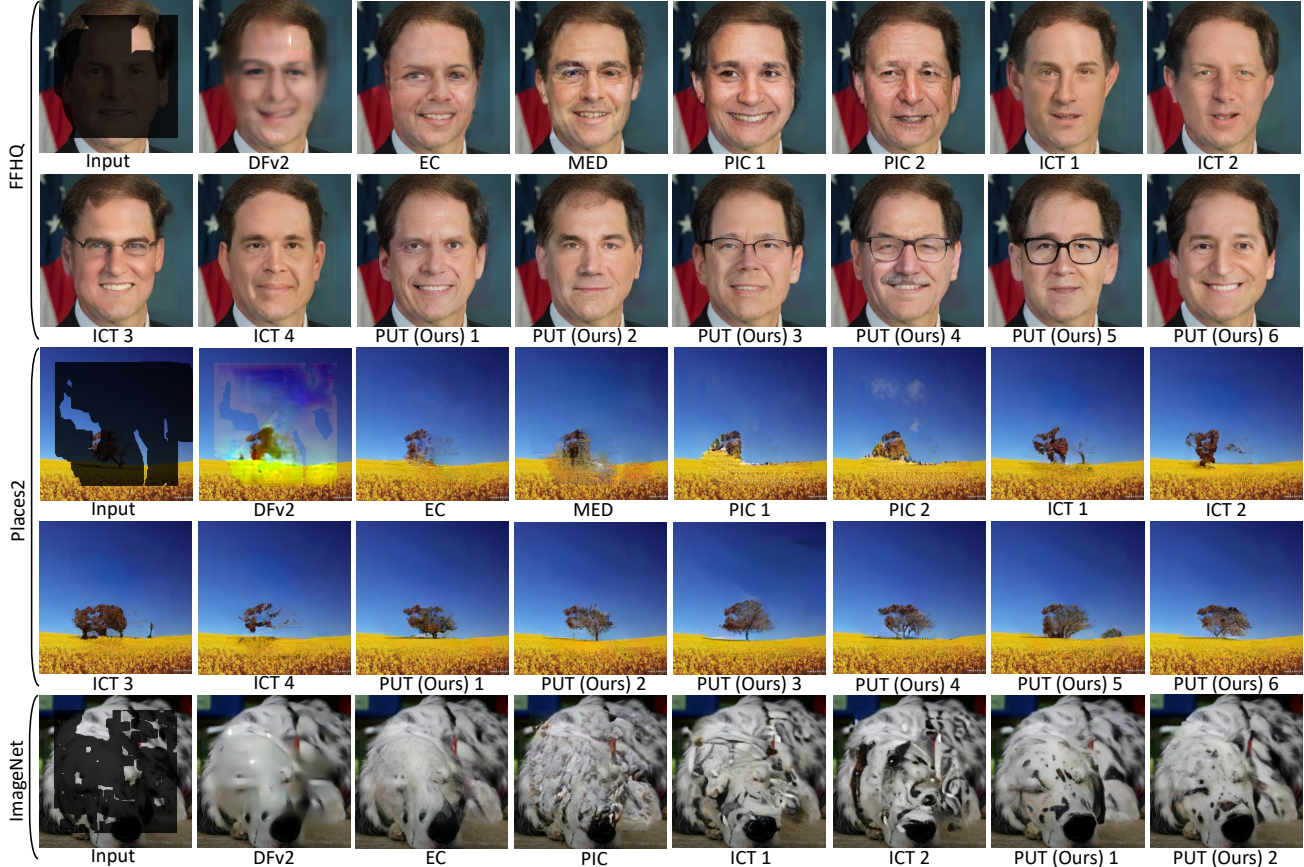 Input DFv2 EC MED PIC 1 PIC 2 ICT 1 ICT 2
FFHQ
ICT 3 ICT 4 PUT (Ours) 1 PUT (Ours) 2 PUT (Ours) 3 PUT (Ours) 4 PUT (Ours) 5 PUT (Ours) 6
Input DFv2 EC MED PIC 1 PIC 2 ICT 1 ICT 2
Places2
ICT 3 ICT 4 PUT (Ours) 1 PUT (Ours) 2 PUT (Ours) 3 PUT (Ours) 4 PUT (Ours) 5 PUT (Ours) 6
ImageNet
Input DFv2 EC PIC ICT 1 ICT 2 PUT (Ours) 1 PUT (Ours) 2